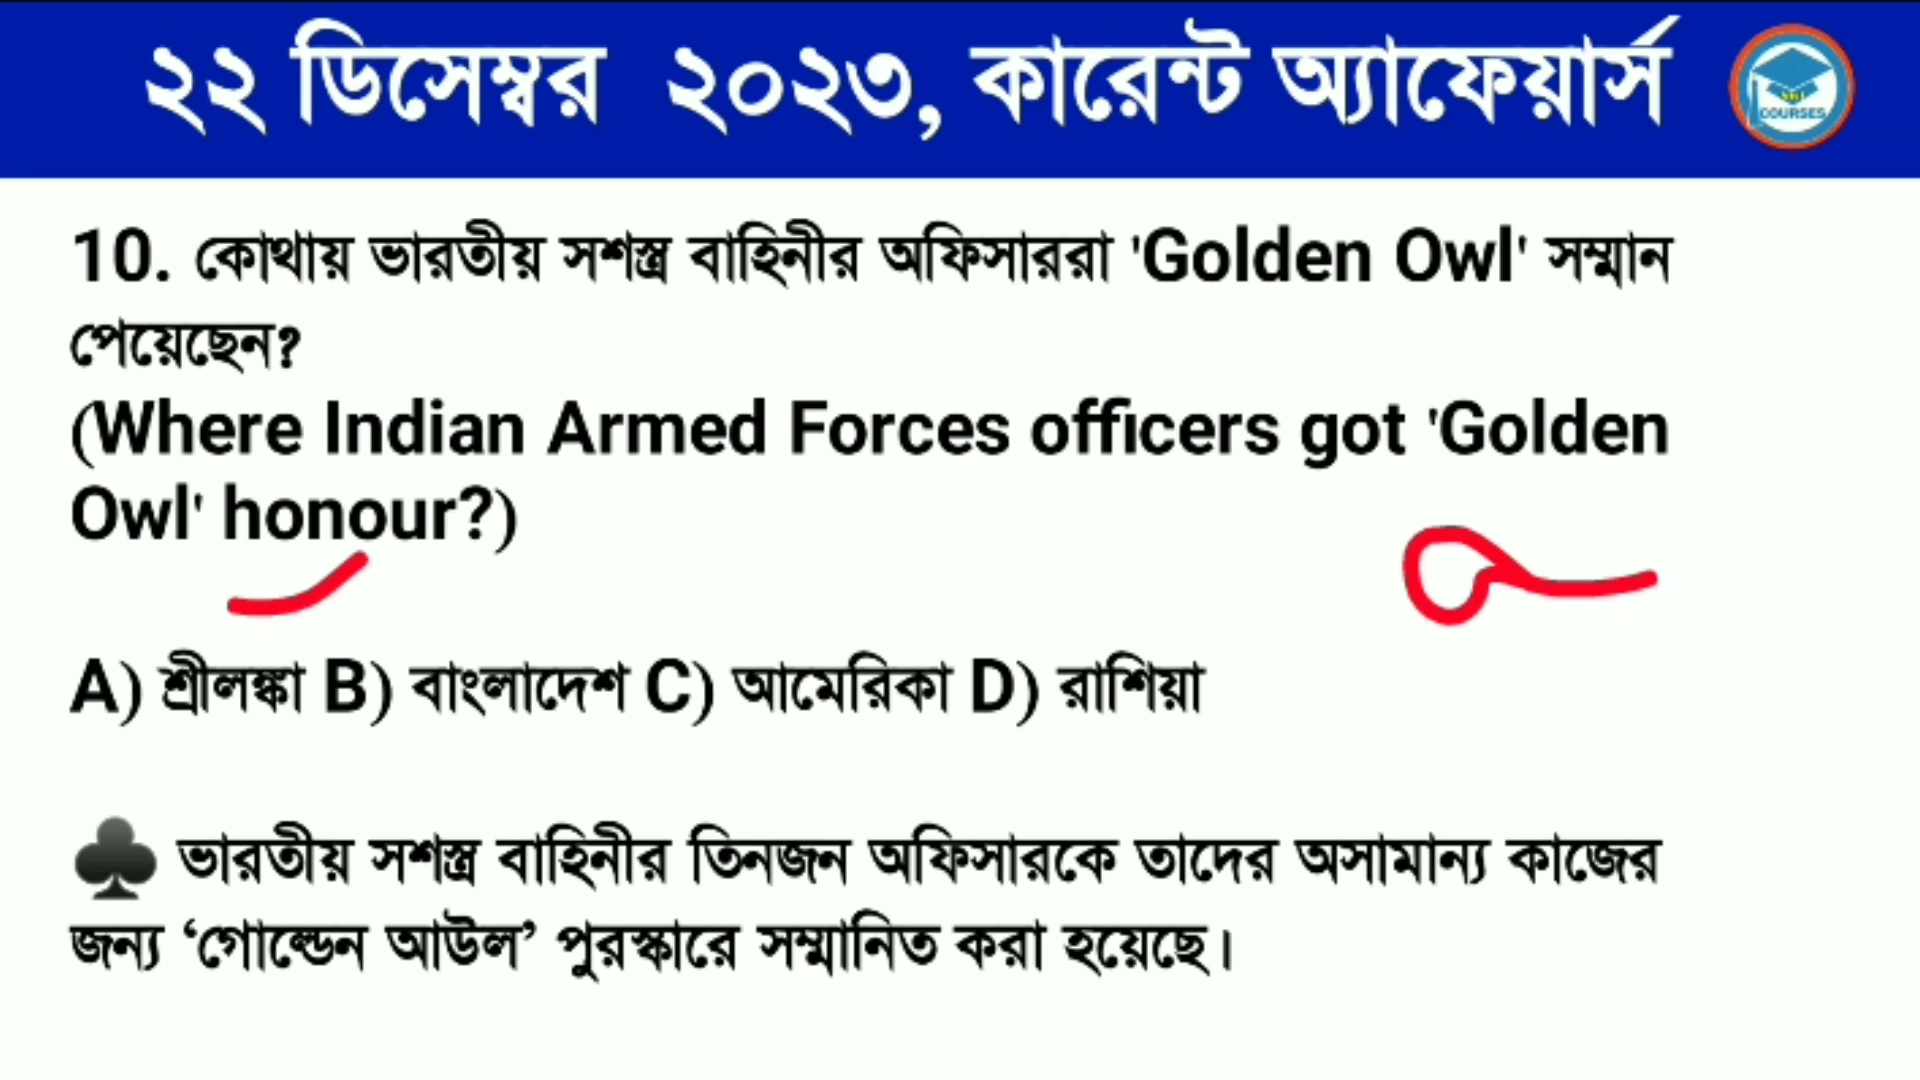 ২২ ডিসেম্বর ২০২৩, কারেন্ট অ্যাফেয়ার্স
COURSES
10. কোথায় ভারতীয় সশস্ত্র বাহিনীর অফিসাররা 'Golden Owl' সম্মান
পেয়েছেন?
(Where Indian Armed Forces officers got 'Golden
Owl' honour?)
A) শ্রীলঙ্কা B) বাংলাদেশ C) আমেরিকা D) রাশিয়া
♣ ভারতীয় সশস্ত্র বাহিনীর তিনজন অফিসারকে তাদের অসামান্য কাজের
জন্য ‘গোল্ডেন আউল’ পুরস্কারে সম্মানিত করা হয়েছে।